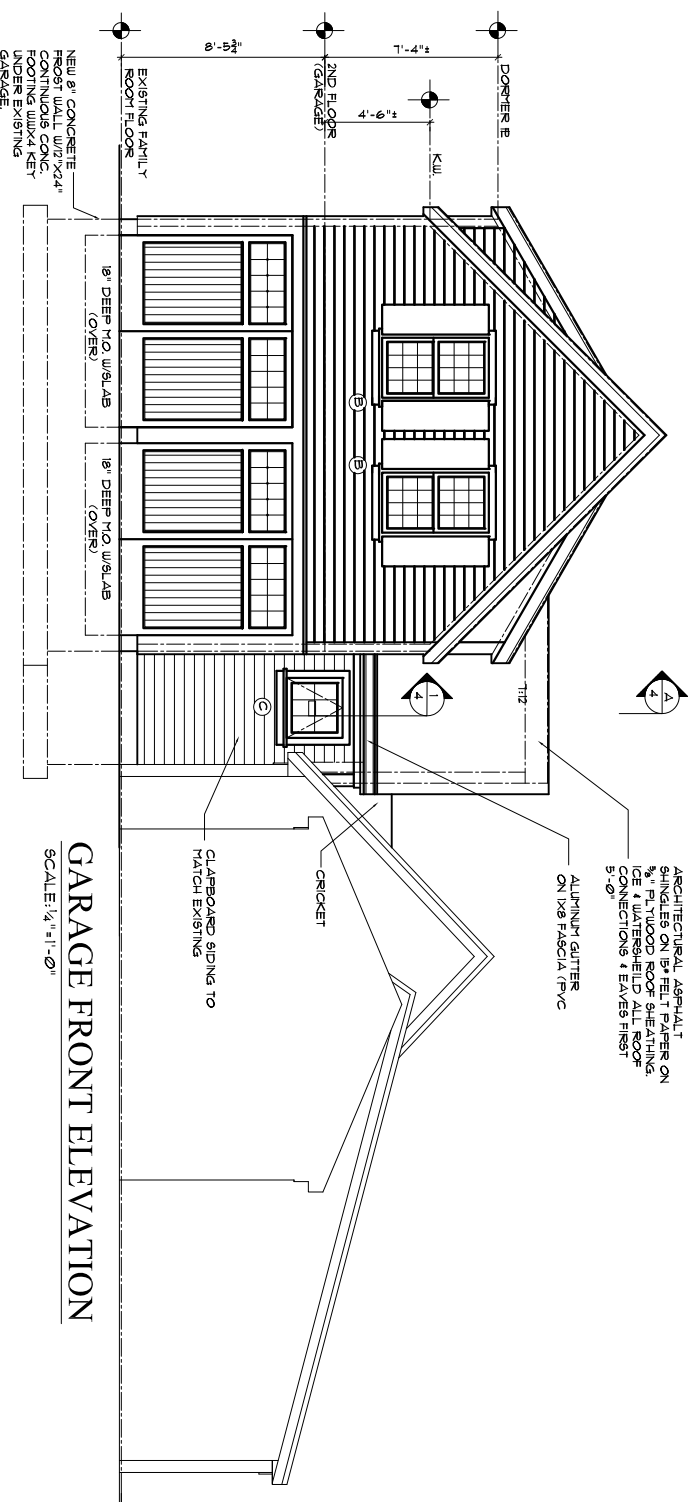 DORMER PL
K.W.
2ND FLOOR
(GARAGE)
EXISTING FAMILY
ROOM FLOOR
7'-4"±
4'-6"±
8'-5¾"
NEW 8" CONCRETE
FROST WALL W/12"X24"
CONTINUOUS CONC.
FOOTING W/2X4 KEY
UNDER EXISTING
GARAGE.
18" DEEP M.O. W/SLAB
(OVER)
18" DEEP M.O. W/SLAB
(OVER)
B
B
C
1
4
A
4
7:12
ARCHITECTURAL ASPHALT
SHINGLES ON 15# FELT PAPER ON
⅝" PLYWOOD ROOF SHEATHING.
ICE & WATERSHEILD ALL ROOF
CONNECTIONS & EAVES FIRST
5'-0"
ALUMINUM GUTTER
ON 1X8 FASCIA (PVC
CRICKET
CLAPBOARD SIDING TO
MATCH EXISTING
GARAGE FRONT ELEVATION
SCALE: ¼"=1'-0"